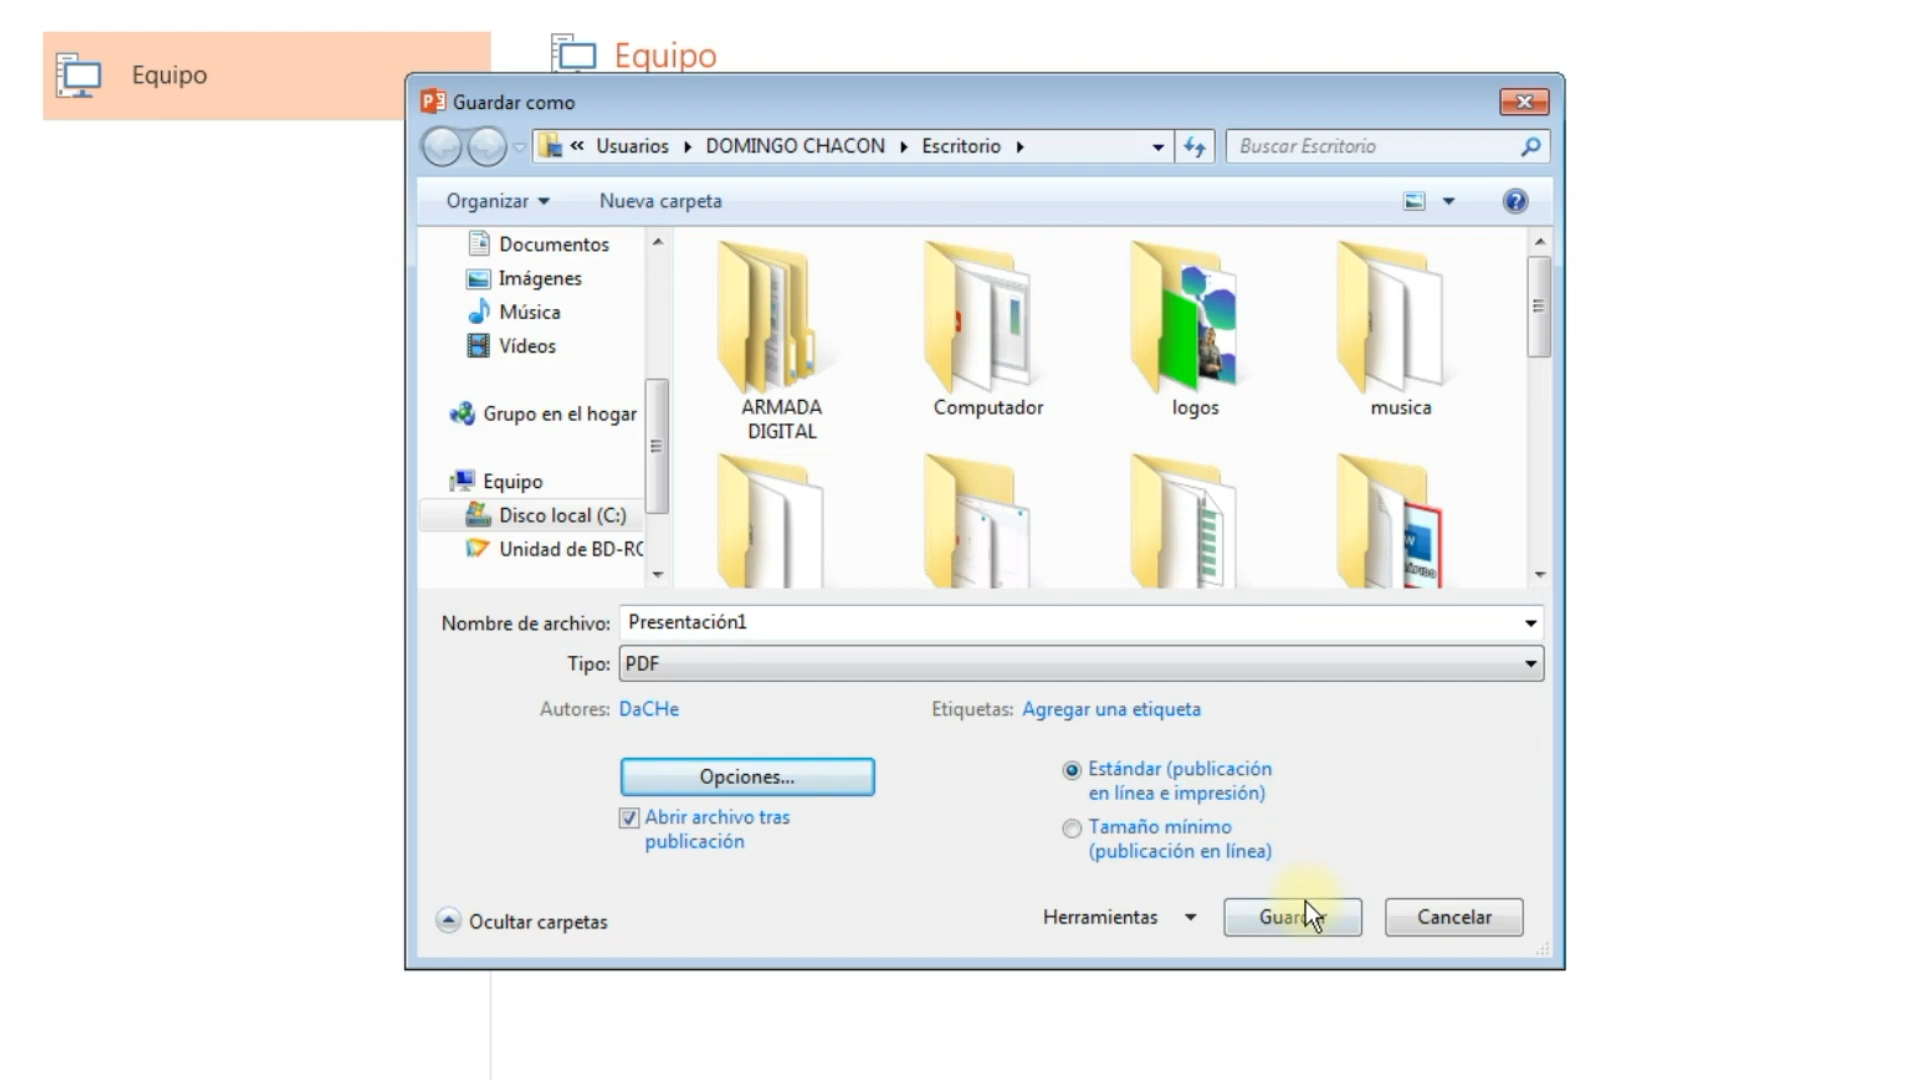 Equipo
Equipo
Guardar como
« Usuarios ▸ DOMINGO CHACON ▸ Escritorio ▸
Buscar Escritorio
Organizar
Nueva carpeta
Documentos
Imágenes
Música
Vídeos
Grupo en el hogar
Equipo
Disco local (C:)
Unidad de BD-RO
ARMADA
DIGITAL
Computador
logos
musica
Nombre de archivo: Presentación1
Tipo: PDF
Autores: DaCHe
Etiquetas: Agregar una etiqueta
Opciones...
Abrir archivo tras
publicación
Estándar (publicación
en línea e impresión)
Tamaño mínimo
(publicación en línea)
Ocultar carpetas
Herramientas
Guardar
Cancelar